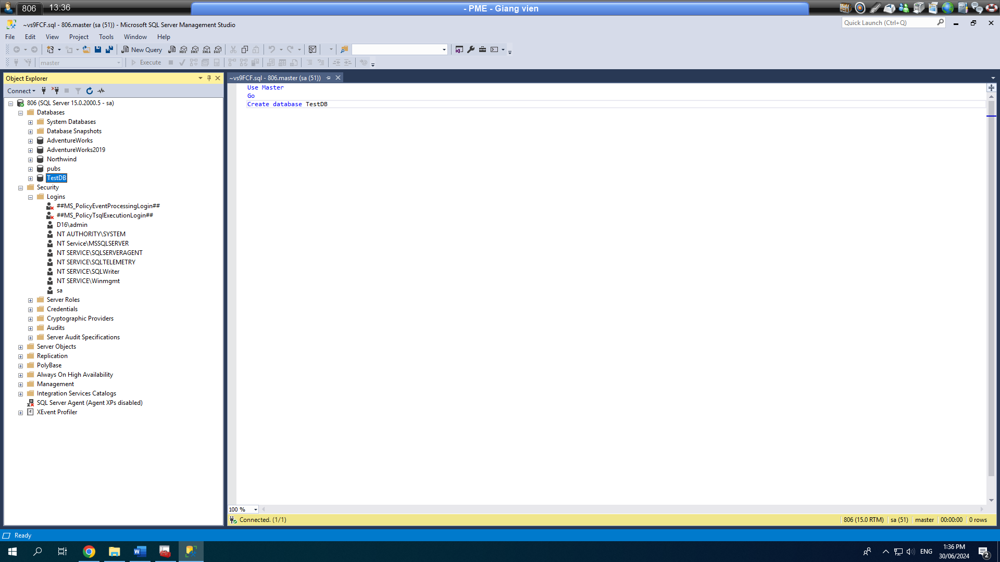 806
13:36
- PME - Giang vien
~vs9FCF.sql - 806.master (sa (51)) - Microsoft SQL Server Management Studio
Quick Launch (Ctrl+Q)
File Edit View Project Tools Window Help
New Query
MDX DMX XMLA DAX
master
Execute
Object Explorer
~vs9FCF.sql - 806.master (sa (51))
Connect
806 (SQL Server 15.0.2000.5 - sa)
Databases
System Databases
Database Snapshots
AdventureWorks
AdventureWorks2019
Northwind
pubs
TestDB
Security
Logins
##MS_PolicyEventProcessingLogin##
##MS_PolicyTsqlExecutionLogin##
D16\admin
NT AUTHORITY\SYSTEM
NT Service\MSSQLSERVER
NT SERVICE\SQLSERVERAGENT
NT SERVICE\SQLTELEMETRY
NT SERVICE\SQLWriter
NT SERVICE\Winmgmt
sa
Server Roles
Credentials
Cryptographic Providers
Audits
Server Audit Specifications
Server Objects
Replication
PolyBase
Always On High Availability
Management
Integration Services Catalogs
SQL Server Agent (Agent XPs disabled)
XEvent Profiler
Use Master
Go
Create database TestDB
100 %
Connected. (1/1)
806 (15.0 RTM) sa (51) master 00:00:00 0 rows
Ready
ENG
1:36 PM
30/06/2024
2